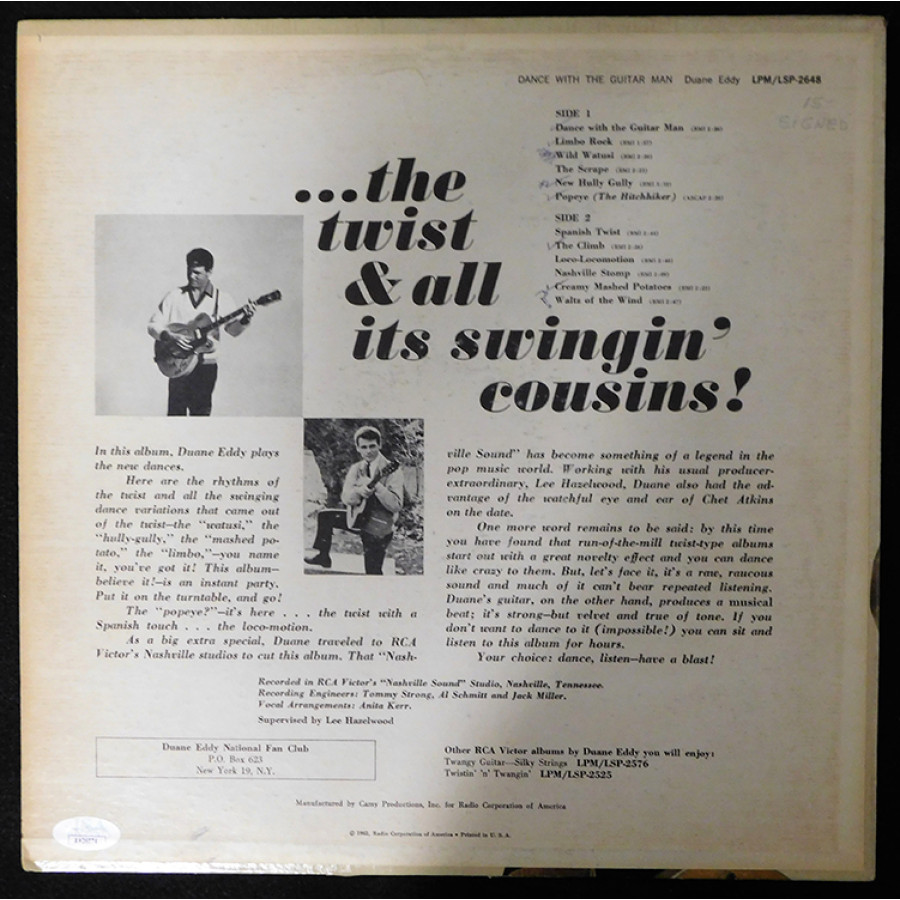 DANCE WITH THE GUITAR MAN Duane Eddy LPM/LSP-2648
15-
SIGNED
SIDE 1
Dance with the Guitar Man
Limbo Rock
Wild Watusi
The Scrape
New Hully Gully
Popeye (The Hitchhiker)
SIDE 2
Spanish Twist
The Climb
Loco-Locomotion
Nashville Stomp
Creamy Mashed Potatoes
Waltz of the Wind
...the
twist
& all
its swingin'
cousins!
In this album, Duane Eddy plays
the new dances.
Here are the rhythms of
the twist and all the swinging
dance variations that came out
of the twist—the "watusi," the
"hully-gully," the "mashed po-
tato," the "limbo,"—you name
it, you've got it! This album—
believe it!—is an instant party.
Put it on the turntable, and go!
The "popeye?"—it's here . . . the twist with a
Spanish touch . . . the loco-motion.
As a big extra special, Duane traveled to RCA
Victor's Nashville studios to cut this album. That "Nash-
ville Sound" has become something of a legend in the
pop music world. Working with his usual producer-
extraordinary, Lee Hazelwood, Duane also had the ad-
vantage of the watchful eye and ear of Chet Atkins
on the date.
One more word remains to be said: by this time
you have found that run-of-the-mill twist-type albums
start out with a great novelty effect and you can dance
like crazy to them. But, let's face it, it's a raw, raucous
sound and much of it can't bear repeated listening.
Duane's guitar, on the other hand, produces a musical
beat; it's strong—but velvet and true of tone. If you
don't want to dance to it (impossible!) you can sit and
listen to this album for hours.
Your choice: dance, listen—have a blast!
Recorded in RCA Victor's "Nashville Sound" Studio, Nashville, Tennessee.
Recording Engineers: Tommy Strong, Al Schmitt and Jack Miller.
Vocal Arrangements: Anita Kerr.
Supervised by Lee Hazelwood
Duane Eddy National Fan Club
P.O. Box 623
New York 19, N.Y.
Other RCA Victor albums by Duane Eddy you will enjoy:
Twangy Guitar—Silky Strings LPM/LSP-2576
Twistin' 'n' Twangin' LPM/LSP-2525
Manufactured by Camy Productions, Inc. for Radio Corporation of America
Radio Corporation of America • Printed in U. S. A.